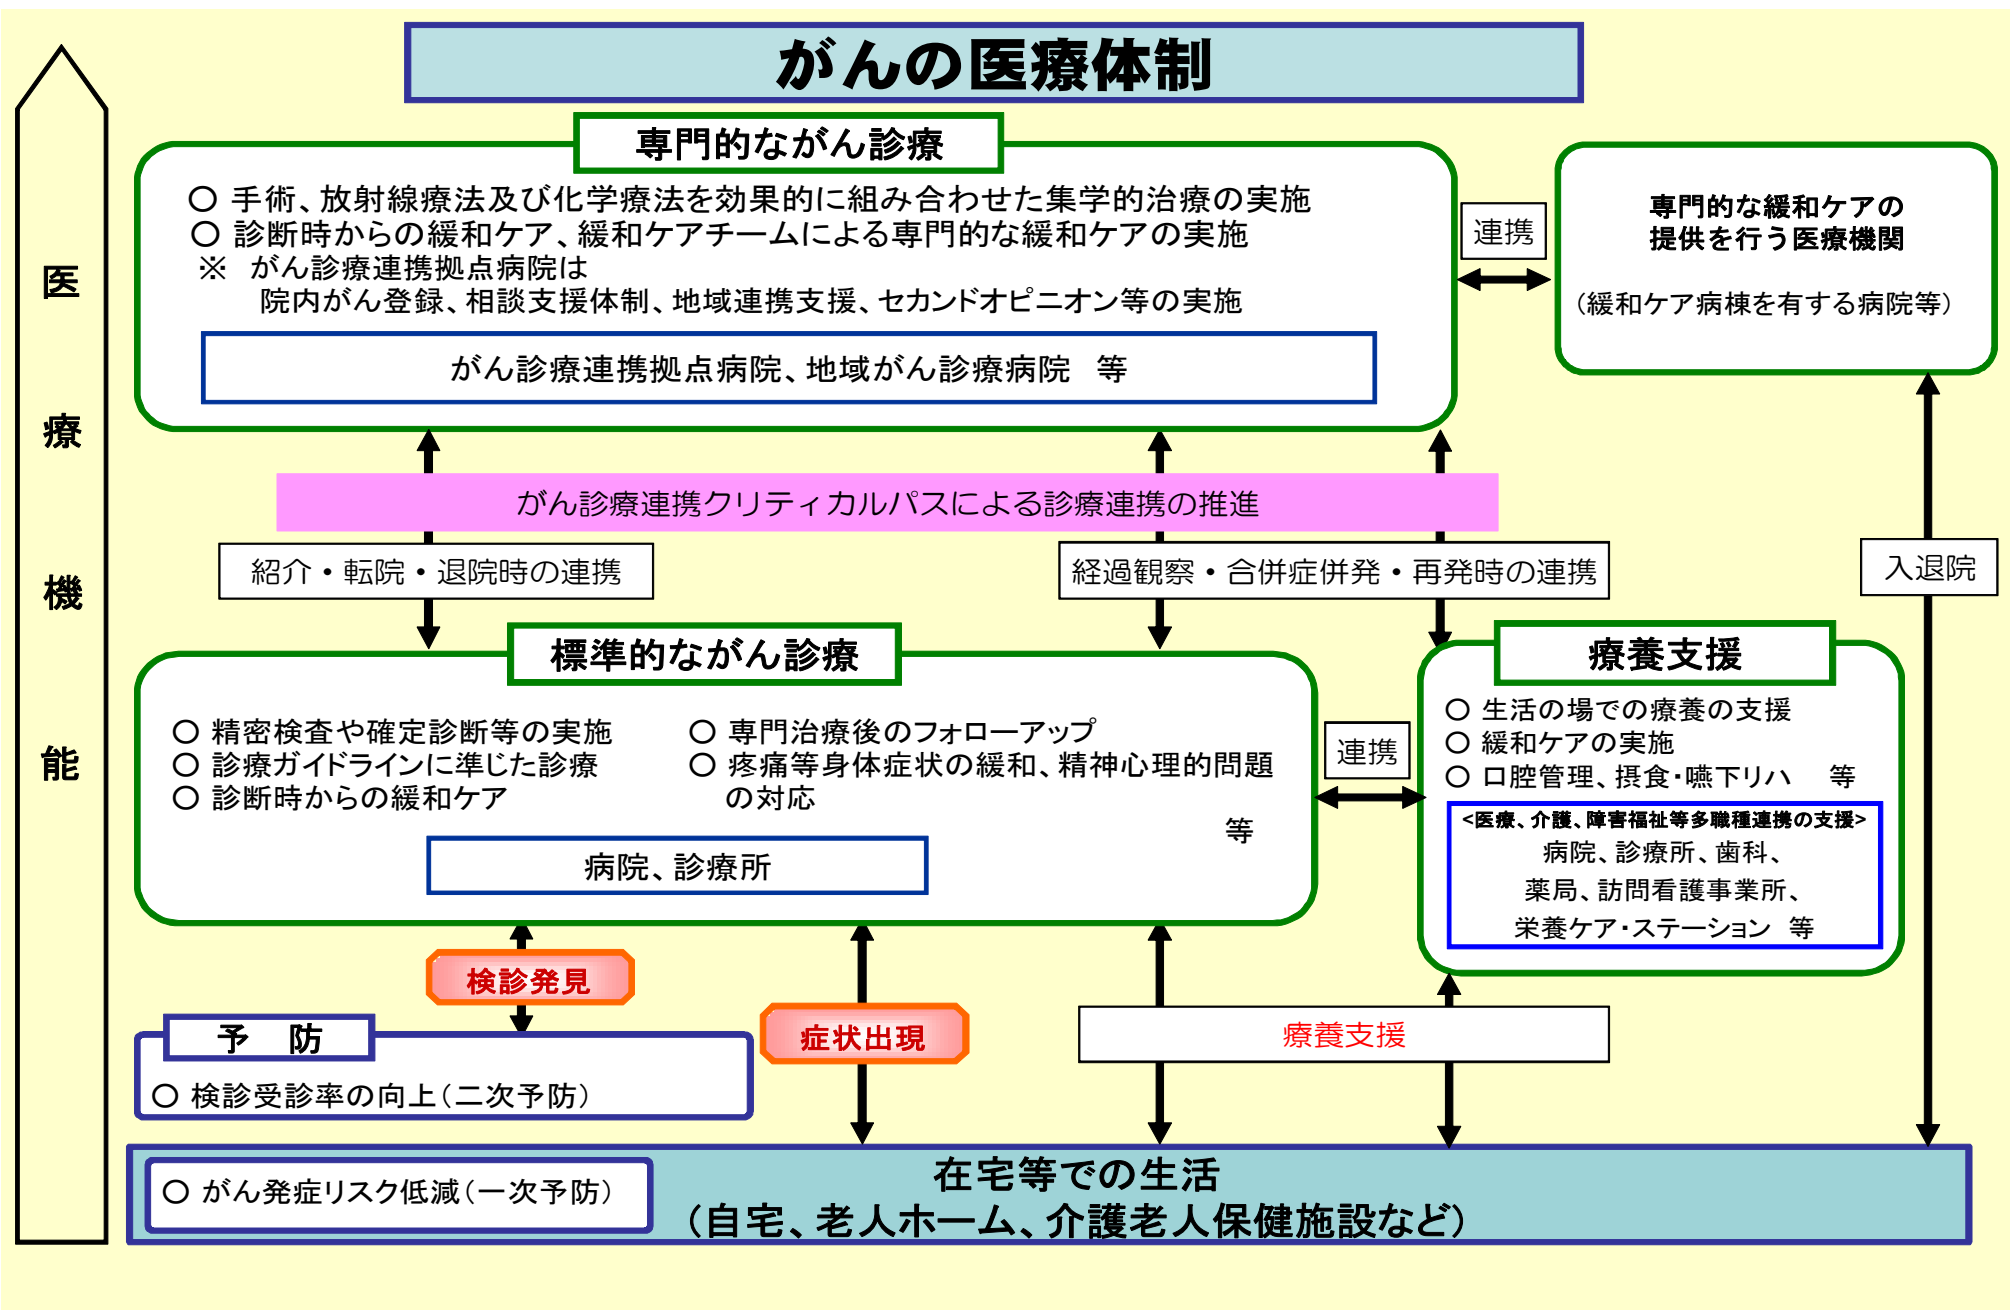 がんの医療体制
医
療
機
能
専門的ながん診療
○ 手術、放射線療法及び化学療法を効果的に組み合わせた集学的治療の実施
○ 診断時からの緩和ケア、緩和ケアチームによる専門的な緩和ケアの実施
※ がん診療連携拠点病院は
院内がん登録、相談支援体制、地域連携支援、セカンドオピニオン等の実施
がん診療連携拠点病院、地域がん診療病院 等
連携
専門的な緩和ケアの
提供を行う医療機関
（緩和ケア病棟を有する病院等）
がん診療連携クリティカルパスによる診療連携の推進
紹介・転院・退院時の連携
経過観察・合併症併発・再発時の連携
入退院
標準的ながん診療
○ 精密検査や確定診断等の実施
○ 診療ガイドラインに準じた診療
○ 診断時からの緩和ケア
○ 専門治療後のフォローアップ
○ 疼痛等身体症状の緩和、精神心理的問題
の対応
等
病院、診療所
連携
療養支援
○ 生活の場での療養の支援
○ 緩和ケアの実施
○ 口腔管理、摂食・嚥下リハ 等
<医療、介護、障害福祉等多職種連携の支援>
病院、診療所、歯科、
薬局、訪問看護事業所、
栄養ケア・ステーション 等
検診発見
症状出現
療養支援
予 防
○ 検診受診率の向上（二次予防）
○ がん発症リスク低減（一次予防）
在宅等での生活
（自宅、老人ホーム、介護老人保健施設など）